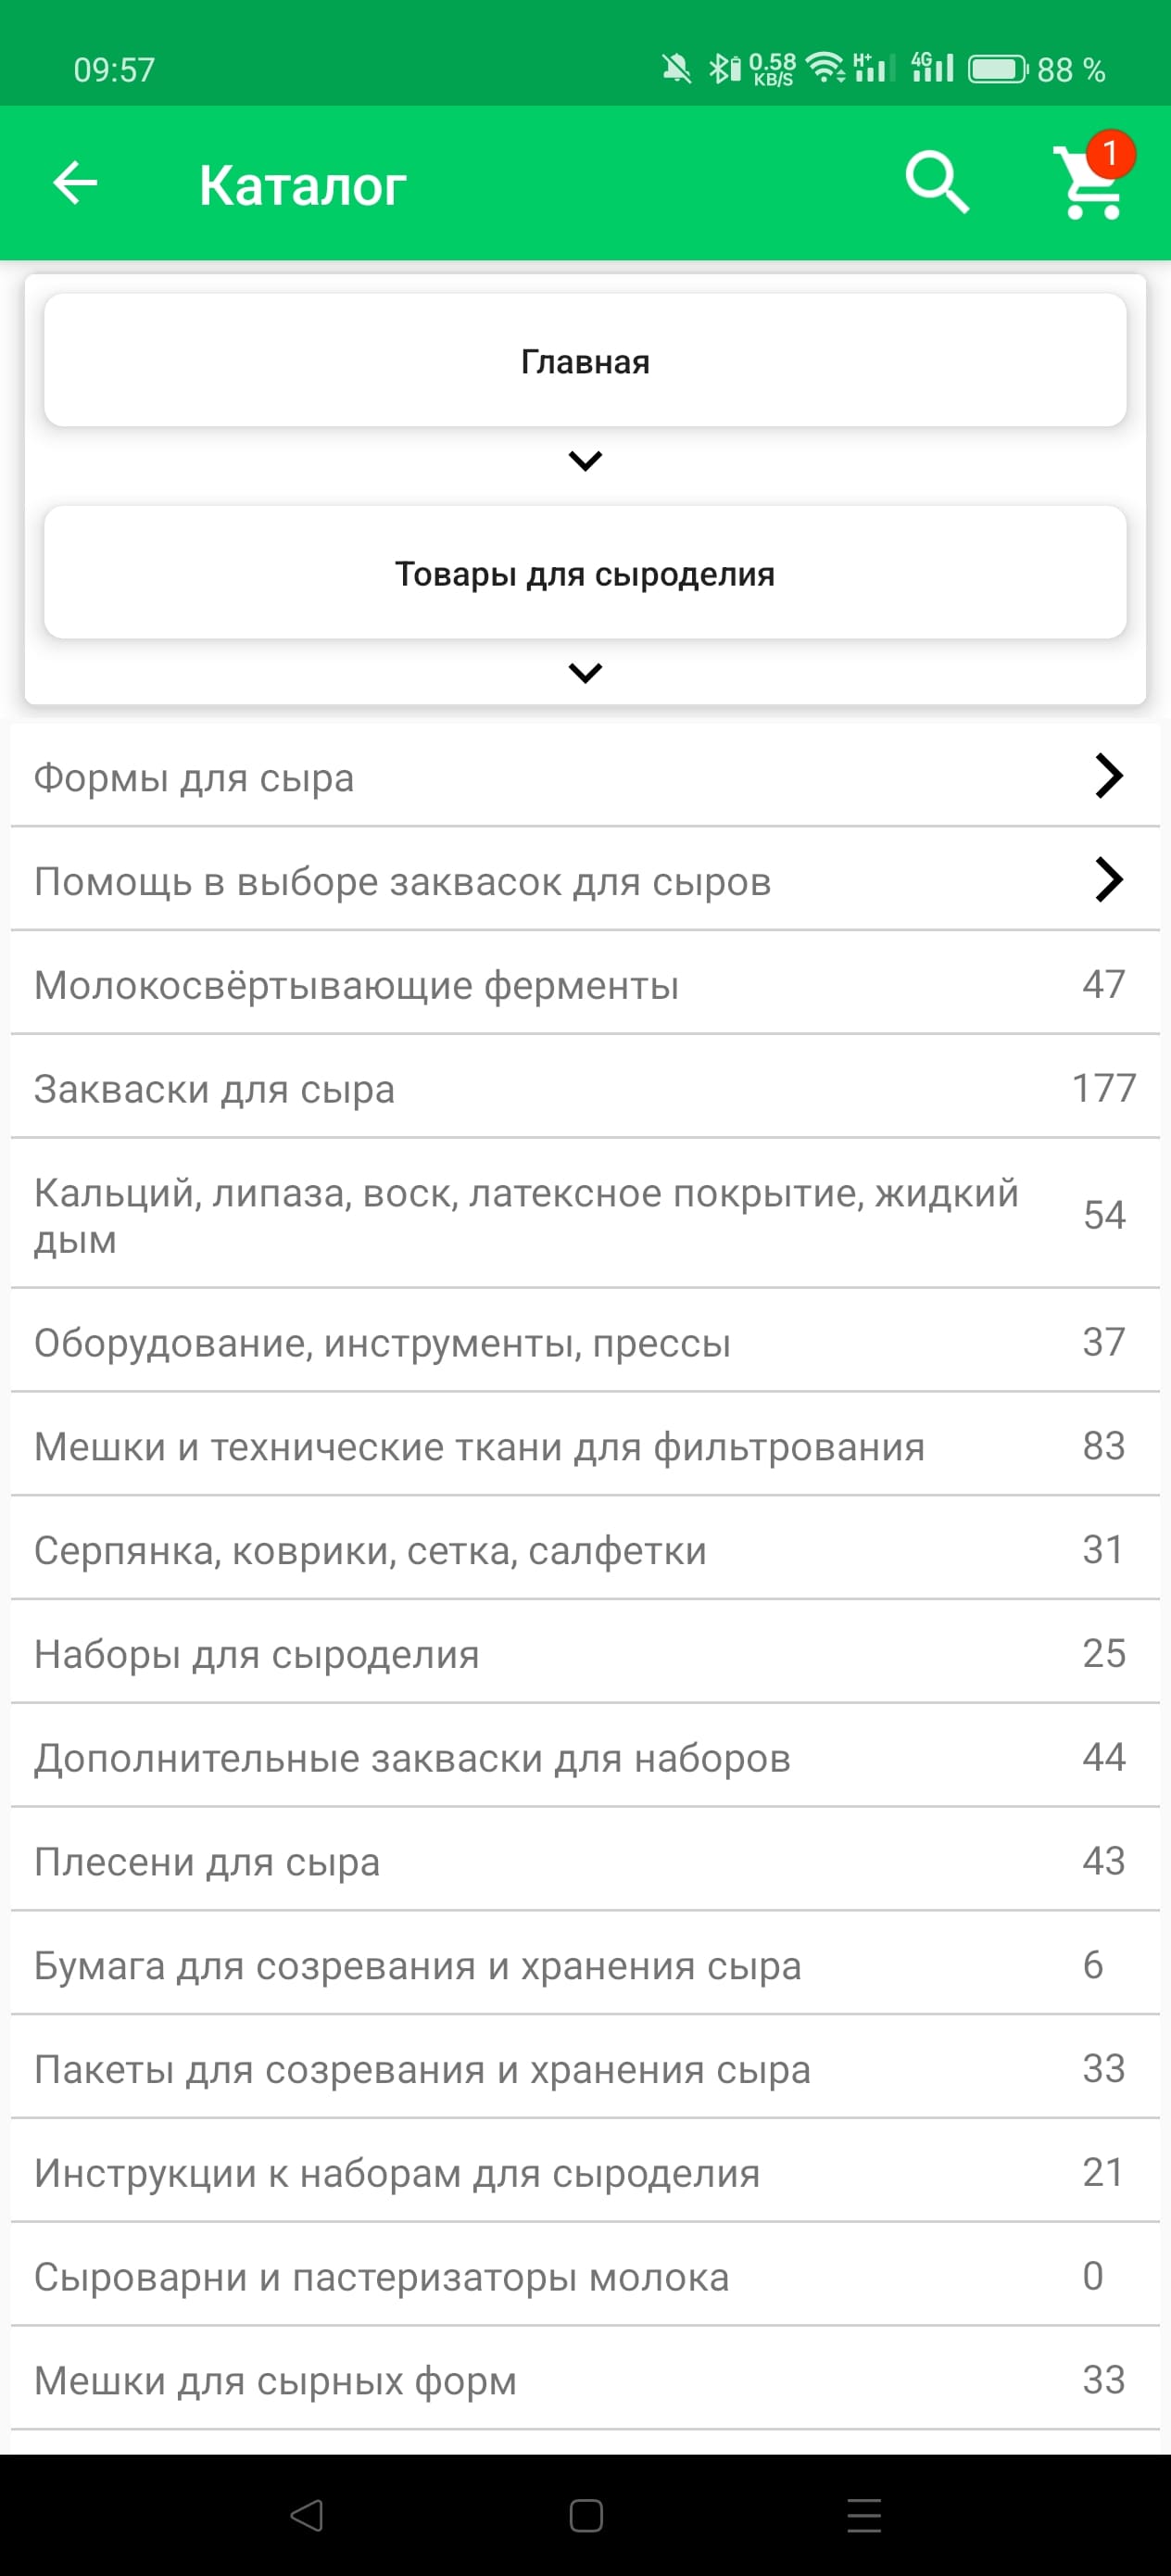 09:57 0.58 KB/S H+ 4G 88 %
Каталог 1
Главная
Товары для сыроделия
Формы для сыра
Помощь в выборе заквасок для сыров
Молокосвёртывающие ферменты 47
Закваски для сыра 177
Кальций, липаза, воск, латексное покрытие, жидкий
дым 54
Оборудование, инструменты, прессы 37
Мешки и технические ткани для фильтрования 83
Серпянка, коврики, сетка, салфетки 31
Наборы для сыроделия 25
Дополнительные закваски для наборов 44
Плесени для сыра 43
Бумага для созревания и хранения сыра 6
Пакеты для созревания и хранения сыра 33
Инструкции к наборам для сыроделия 21
Сыроварни и пастеризаторы молока 0
Мешки для сырных форм 33